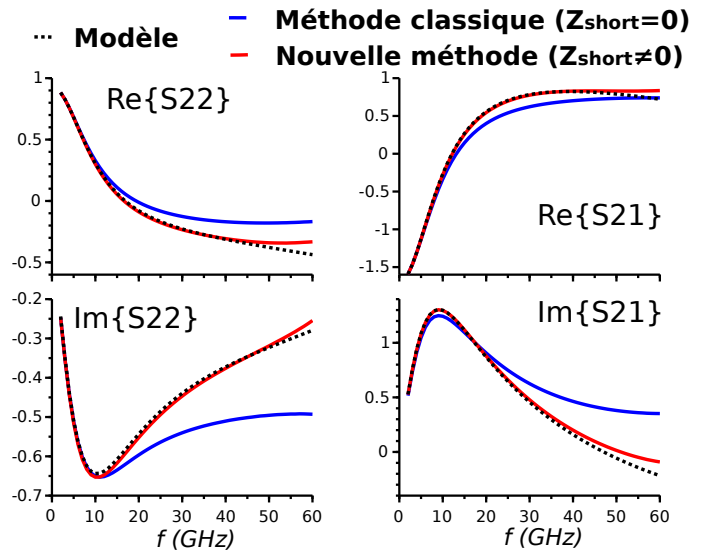 Modèle
Méthode classique (Zshort=0)
Nouvelle méthode (Zshort≠0)
Re{S22}
1
0.5
0
-0.5
Re{S21}
1
0.5
0
-0.5
-1
-1.5
Im{S22}
-0.2
-0.3
-0.4
-0.5
-0.6
-0.7
0 10 20 30 40 50 60
f (GHz)
Im{S21}
1
0.5
0
0 10 20 30 40 50 60
f (GHz)